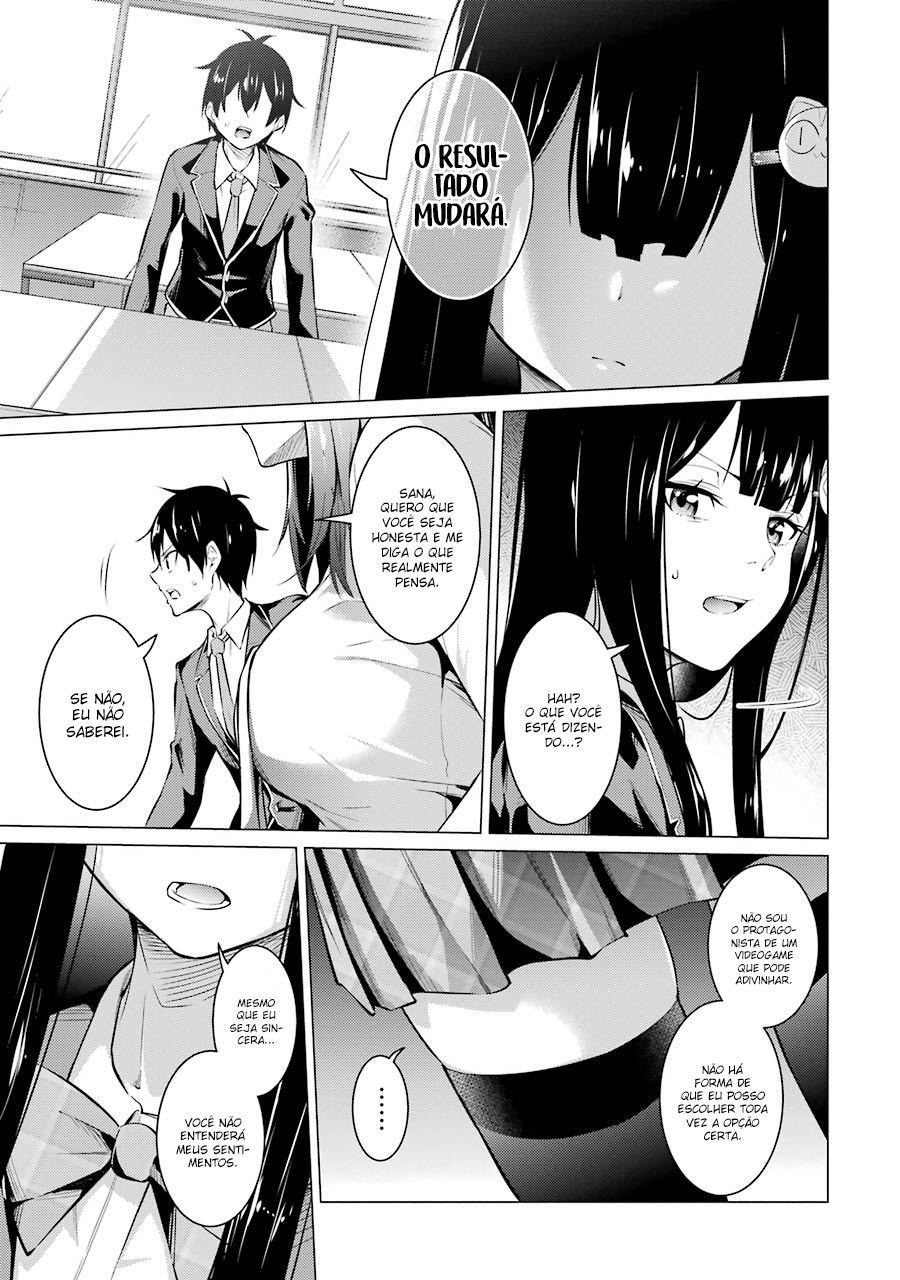 O RESUL-
TADO
MUDARÁ.
HAH?
O QUE VOCÊ
ESTÁ DIZEN-
DO...?
SANA,
QUERO QUE
VOCÊ SEJA
HONESTA E ME
DIGA O QUE
REALMENTE
PENSA.
SE NÃO,
EU NÃO
SABEREI.
NÃO SOU
O PROTAGO-
NISTA DE UM
VIDEOGAME
QUE PODE
ADIVINHAR.
NÃO HÁ
FORMA DE
QUE EU POSSO
ESCOLHER TODA
VEZ A OPÇÃO
CERTA.
......
MESMO
QUE EU
SEJA SIN-
CERA...
VOCÊ NÃO
ENTENDERÁ
MEUS SENTI-
MENTOS.